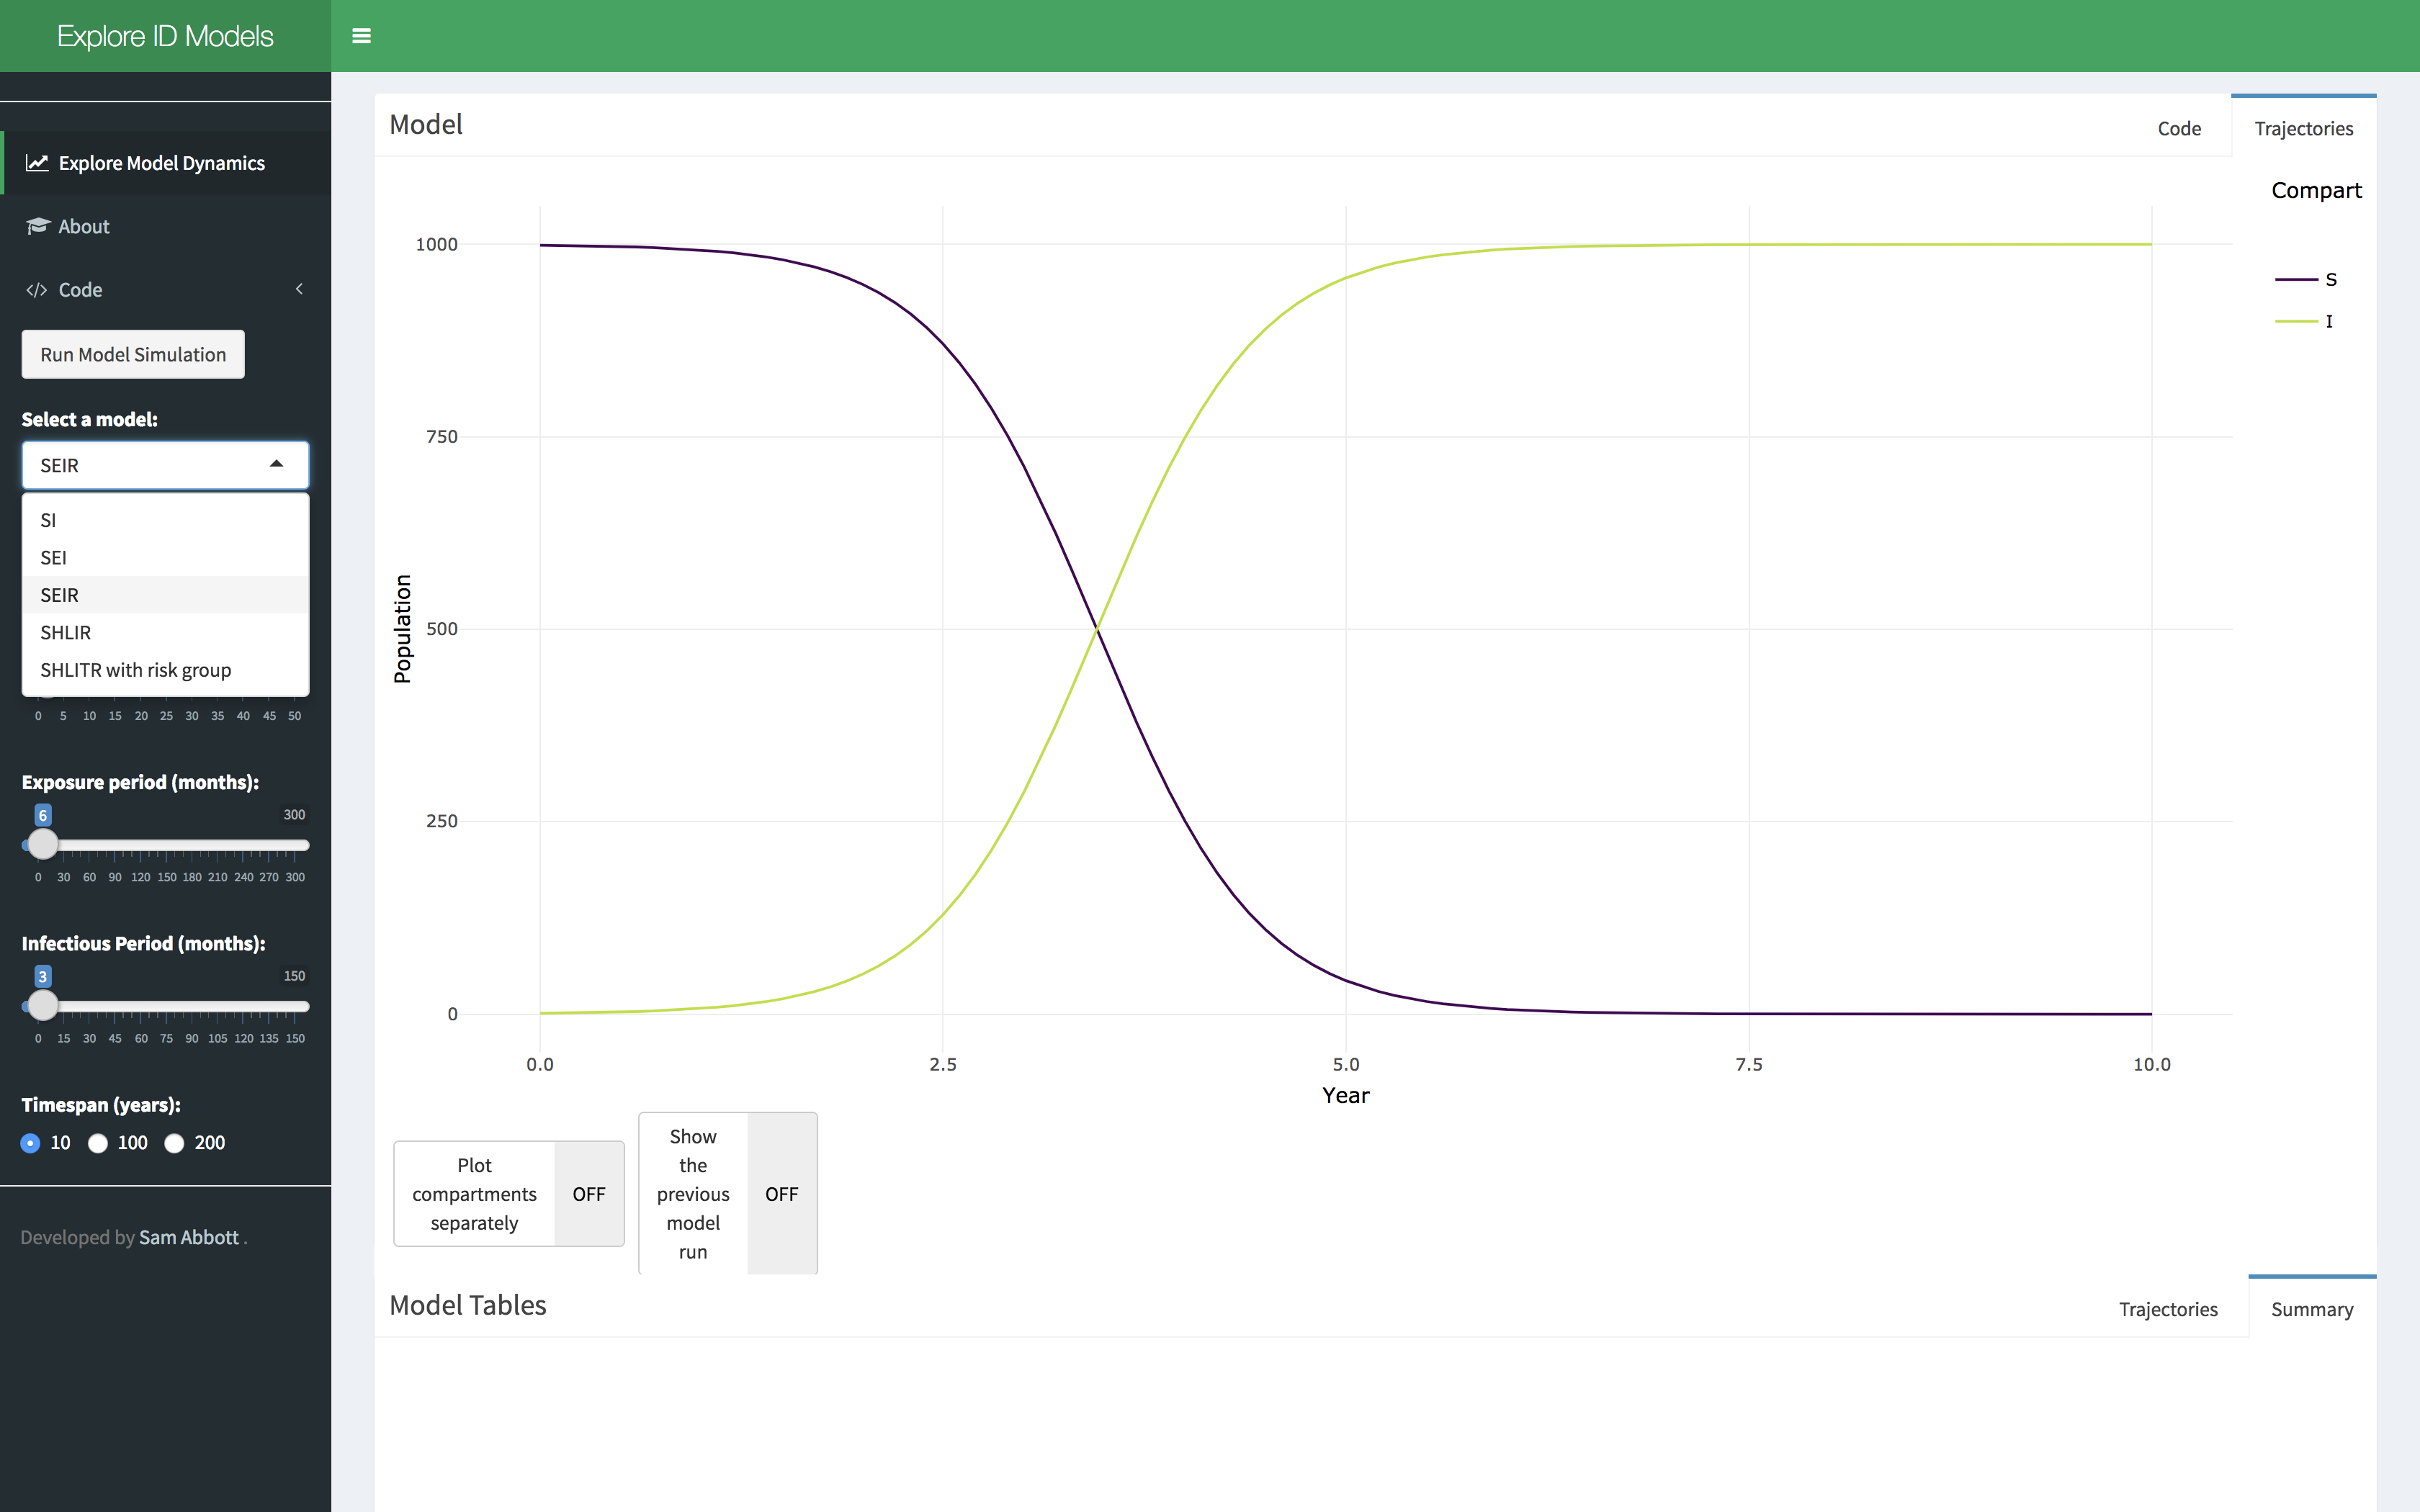 Explore ID Models
Explore Model Dynamics
About
Code
Run Model Simulation
Select a model:
SEIR
SI
SEI
SEIR
SHLIR
SHLITR with risk group
0 5 10 15 20 25 30 35 40 45 50
Exposure period (months):
6 300
0 30 60 90 120 150 180 210 240 270 300
Infectious Period (months):
3 150
0 15 30 45 60 75 90 105 120 135 150
Timespan (years):
10 100 200
Developed by Sam Abbott .
Model
Code Trajectories
Compart
S
I
1000
750
500
250
0
Population
0.0 2.5 5.0 7.5 10.0
Year
Plot
compartments
separately
OFF
Show
the
previous
model
run
OFF
Model Tables
Trajectories Summary